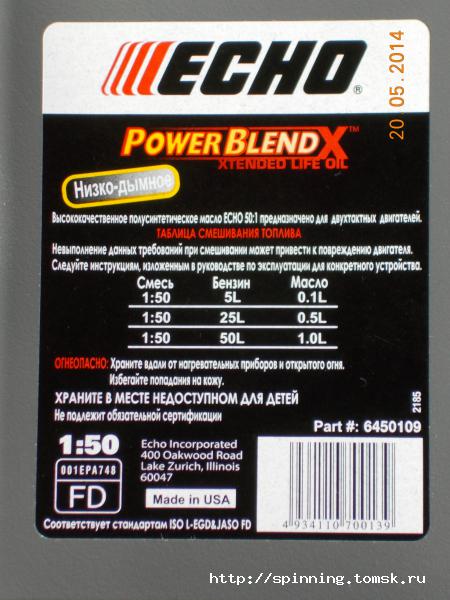 ECHO®
20 05.2014
POWER BLEND X™
XTENDED LIFE OIL
Низко-дымное
Высококачественное полусинтетическое масло ECHO 50:1 предназначено для двухтактных двигателей.
ТАБЛИЦА СМЕШИВАНИЯ ТОПЛИВА
Невыполнение данных требований при смешивании может привести к повреждению двигателя.
Следуйте инструкциям, изложенным в руководстве по эксплуатации для конкретного устройства.
Смесь Бензин Масло
1:50 5L 0.1L
1:50 25L 0.5L
1:50 50L 1.0L
ОГНЕОПАСНО: Храните вдали от нагревательных приборов и открытого огня.
Избегайте попадания на кожу.
ХРАНИТЕ В МЕСТЕ НЕДОСТУПНОМ ДЛЯ ДЕТЕЙ
Не подлежит обязательной сертификации
2185
Part #: 6450109
1:50
001EPA748
FD
Echo Incorporated
400 Oakwood Road
Lake Zurich, Illinois
60047
Made in USA
4 934110 700139
Соответствует стандартам ISO L-EGD&JASO FD
http://spinning.tomsk.ru